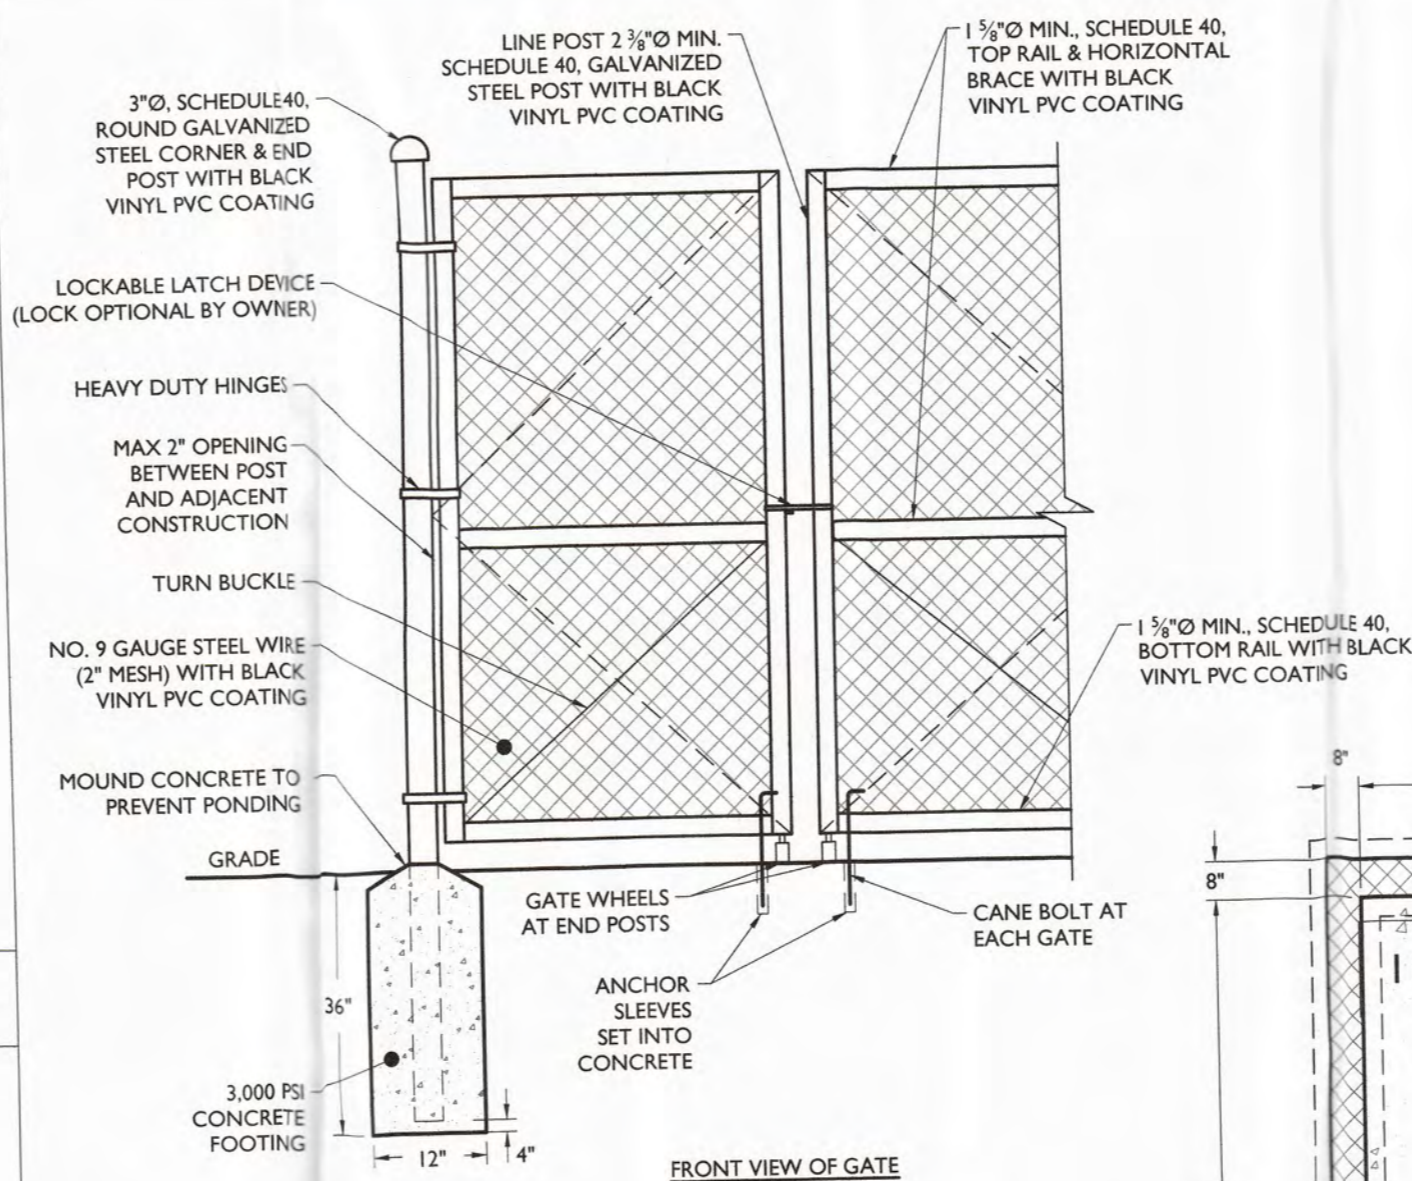 LINE POST 2 ⅜"Ø MIN.
SCHEDULE 40, GALVANIZED
STEEL POST WITH BLACK
VINYL PVC COATING
1 ⅝"Ø MIN., SCHEDULE 40,
TOP RAIL & HORIZONTAL
BRACE WITH BLACK
VINYL PVC COATING
3"Ø, SCHEDULE40,
ROUND GALVANIZED
STEEL CORNER & END
POST WITH BLACK
VINYL PVC COATING
LOCKABLE LATCH DEVICE
(LOCK OPTIONAL BY OWNER)
HEAVY DUTY HINGES
MAX 2" OPENING
BETWEEN POST
AND ADJACENT
CONSTRUCTION
TURN BUCKLE
NO. 9 GAUGE STEEL WIRE
(2" MESH) WITH BLACK
VINYL PVC COATING
1 ⅝"Ø MIN., SCHEDULE 40,
BOTTOM RAIL WITH BLACK
VINYL PVC COATING
MOUND CONCRETE TO
PREVENT PONDING
GRADE
8"
8"
GATE WHEELS
AT END POSTS
CANE BOLT AT
EACH GATE
ANCHOR
SLEEVES
SET INTO
CONCRETE
36"
3,000 PSI
CONCRETE
FOOTING
12"
4"
FRONT VIEW OF GATE